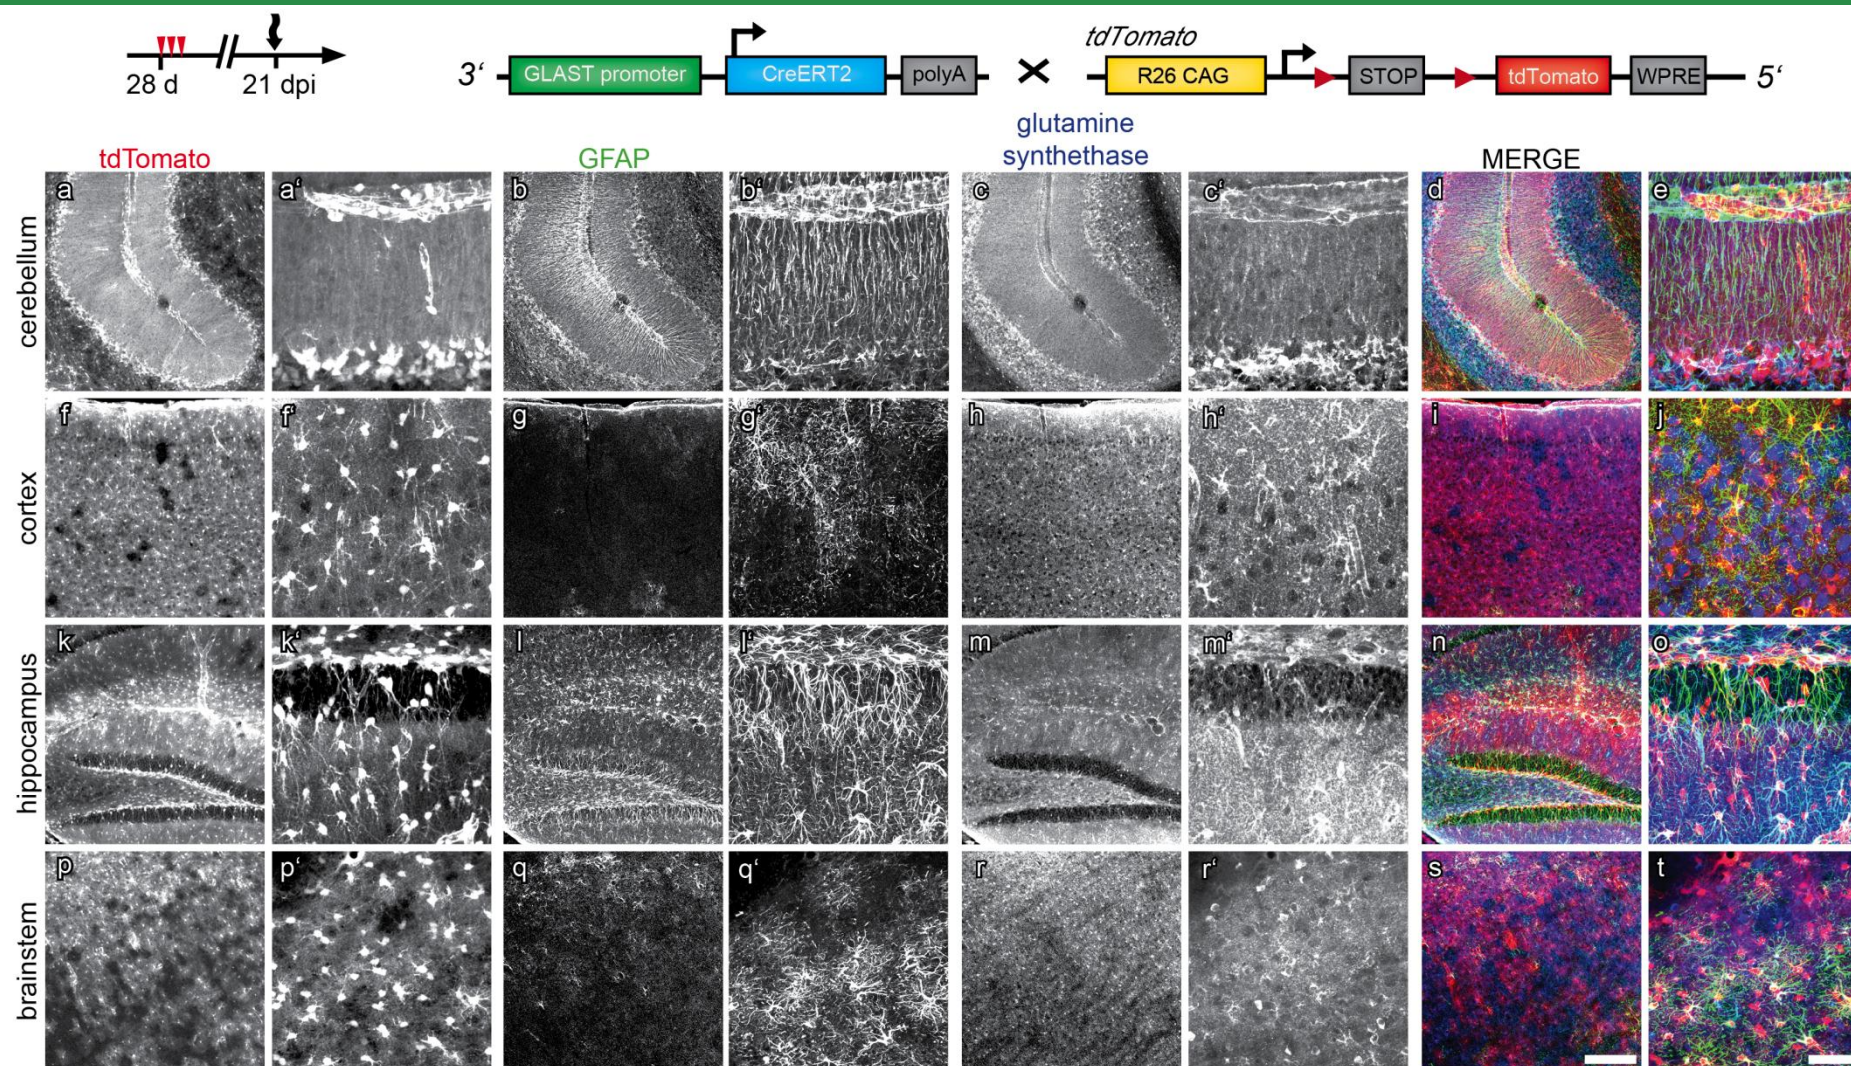 28 d
21 dpi
3‘
GLAST promoter
CreERT2
polyA
tdTomato
R26 CAG
STOP
tdTomato
WPRE
5‘
tdTomato
GFAP
glutamine
synthethase
MERGE
cerebellum
a
a‘
b
b‘
c
c‘
d
e
cortex
f
f‘
g
g‘
h
h‘
i
j
hippocampus
k
k‘
l
l‘
m
m‘
n
o
brainstem
p
p‘
q
q‘
r
r‘
s
t